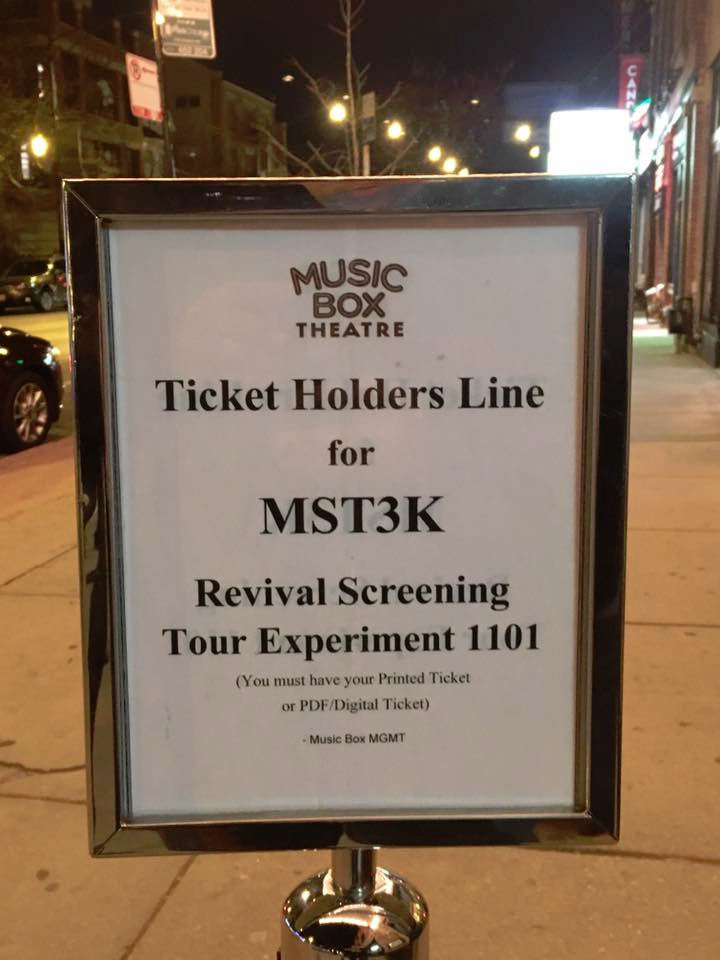 MUSIC
BOX
THEATRE
Ticket Holders Line
for
MST3K
Revival Screening
Tour Experiment 1101
(You must have your Printed Ticket
or PDF/Digital Ticket)
- Music Box MGMT